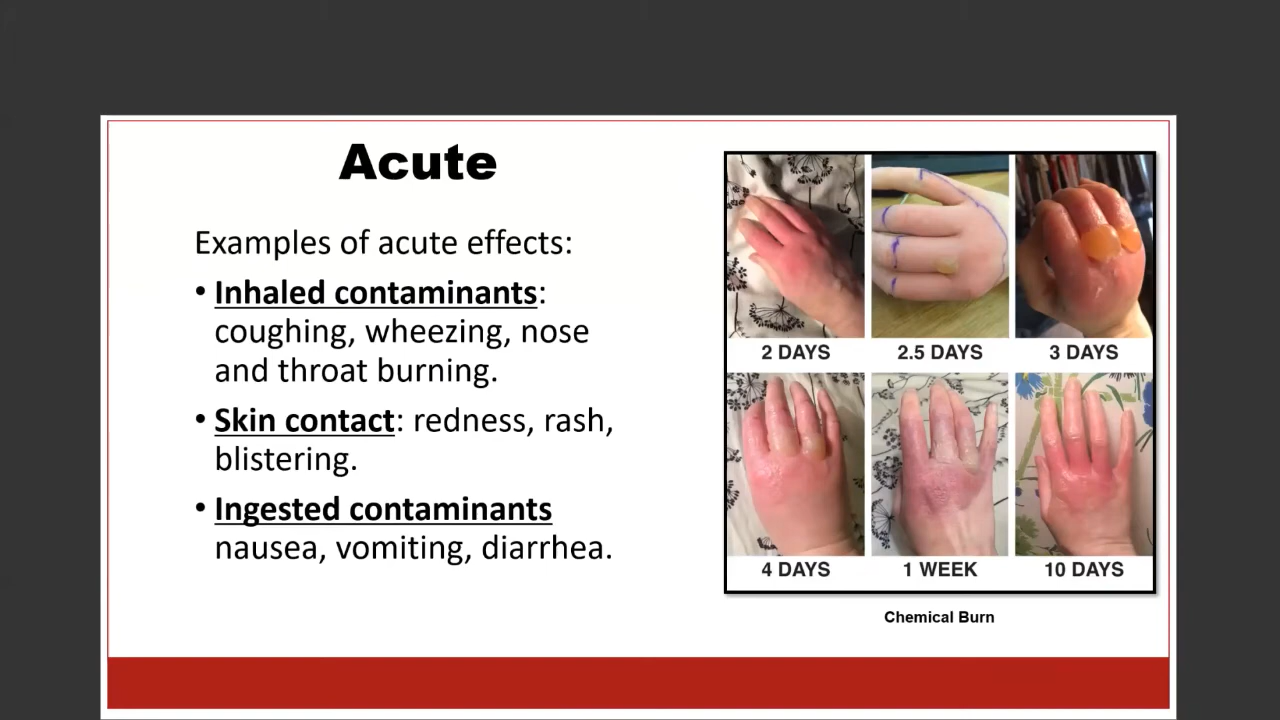 Acute
Examples of acute effects:
• Inhaled contaminants:
coughing, wheezing, nose
and throat burning.
• Skin contact: redness, rash,
blistering.
• Ingested contaminants
nausea, vomiting, diarrhea.
2 DAYS
2.5 DAYS
3 DAYS
4 DAYS
1 WEEK
10 DAYS
Chemical Burn